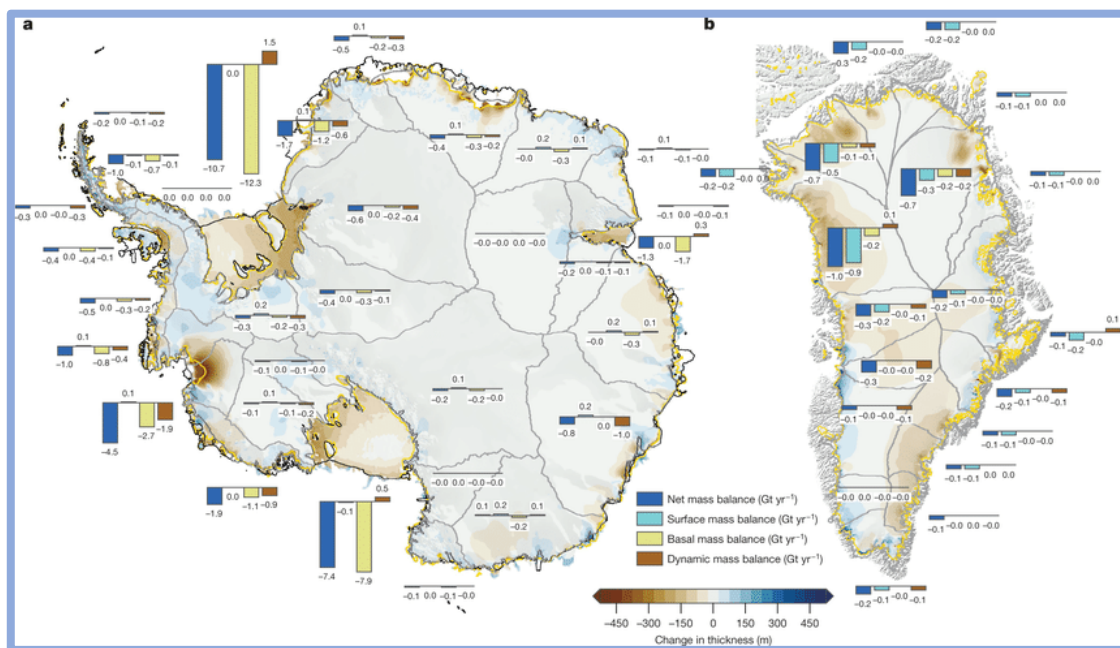 a
b
0.1
−0.5 −0.2 −0.3
1.5
0.0
−10.7
−12.3
−0.2 0.0 −0.1 −0.2
−1.0 −0.1 −0.7 −0.1
0.0 0.0 0.0 0.0
−0.3 0.0 −0.0 −0.3
−0.4 0.0 −0.4 −0.1
−0.5 0.0 −0.3 −0.2
0.1
−1.0 −0.8 −0.4
0.1
−4.5 −2.7 −1.9
−1.9 0.0 −1.1 −0.9
0.5
−0.1
−7.4
−7.9
0.1
−1.7 −1.2 −0.6
−0.6 0.0 −0.2 −0.4
−0.4 0.0 −0.3 −0.1
0.2
−0.3 −0.2 −0.3
−0.1 0.0 −0.1 −0.0
0.1
−0.1 −0.1 −0.2
0.1
−0.4 −0.3 −0.2
0.2 0.1
−0.0 −0.3
0.1
−0.1 −0.1 −0.0
−0.1 0.0 −0.0 −0.1
0.3
0.0
−1.3 −1.7
−0.0 0.0 0.0 −0.0
−0.2 0.0 −0.1 −0.1
0.2 0.1
−0.0 −0.3
0.1
−0.2 −0.2 −0.0
0.2
0.0
−0.8 −1.0
−0.0 −0.0 −0.0 −0.0
0.1 0.2 0.1
−0.2
−0.1 0.0 −0.1 −0.0
−0.2 −0.2 −0.0 0.0
−0.3 −0.2 −0.0 −0.0
−0.1 −0.1 0.0 0.0
−0.7 −0.5 −0.1 −0.1
−0.2 −0.2 −0.0 0.0
−0.7 −0.3 −0.2 −0.2
−0.1 −0.1 −0.0 0.0
0.1
−1.0 −0.9 −0.2
−0.2 −0.1 −0.0 −0.0
−0.3 −0.2 −0.0 −0.1
0.1
−0.1 −0.2 −0.0
−0.3 −0.0 −0.0 −0.2
−0.2 −0.1 −0.0 −0.1
−0.1 −0.0 −0.0 −0.1
−0.1 −0.1 −0.0 −0.0
−0.1 −0.1 −0.0 0.0
−0.0 −0.0 −0.0 −0.0
−0.1 −0.0 −0.0 0.0
−0.2 −0.1 −0.0 −0.1
Net mass balance (Gt yr⁻¹)
Surface mass balance (Gt yr⁻¹)
Basal mass balance (Gt yr⁻¹)
Dynamic mass balance (Gt yr⁻¹)
−450 −300 −150 0 150 300 450
Change in thickness (m)